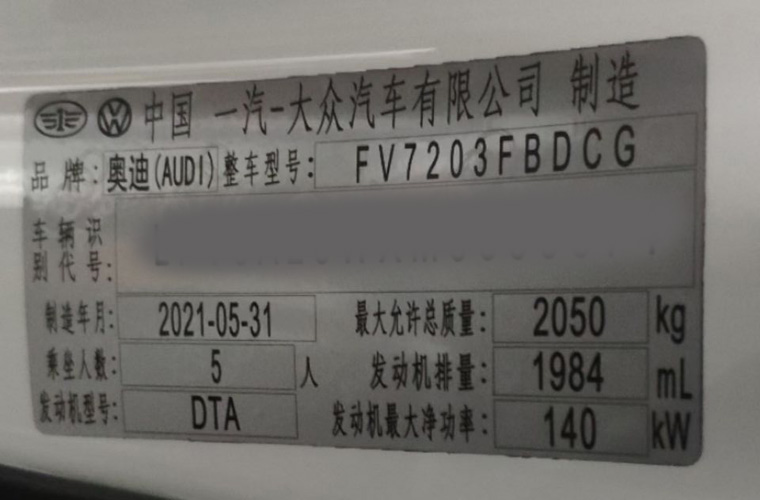 中国 一汽-大众汽车有限公司 制造
品牌: 奥迪(AUDI) 整车型号: FV7203FBDCG
车辆识
别代号:
制造年月: 2021-05-31 最大允许总质量: 2050 kg
乘坐人数: 5 人 发动机排量: 1984 mL
发动机型号: DTA 发动机最大净功率: 140 kW